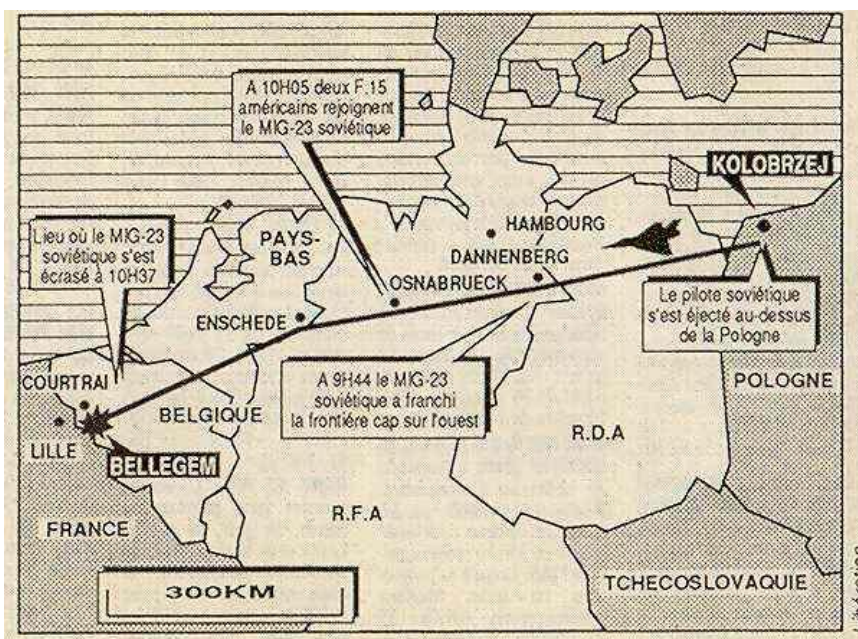 A 10H05 deux F.15
américains rejoignent
le MIG-23 soviétique
KOLOBRZEJ
Lieu où le MIG-23
soviétique s'est
écrasé à 10H37
PAYS-
BAS
HAMBOURG
DANNENBERG
OSNABRUECK
ENSCHEDE
Le pilote soviétique
s'est éjecté au-dessus
de la Pologne
A 9H44 le MIG-23
soviétique a franchi
la frontiére cap sur l'ouest
POLOGNE
COURTRAI
BELGIQUE
LILLE
BELLEGEM
R.D.A
R.F.A
FRANCE
300KM
TCHECOSLOVAQUIE